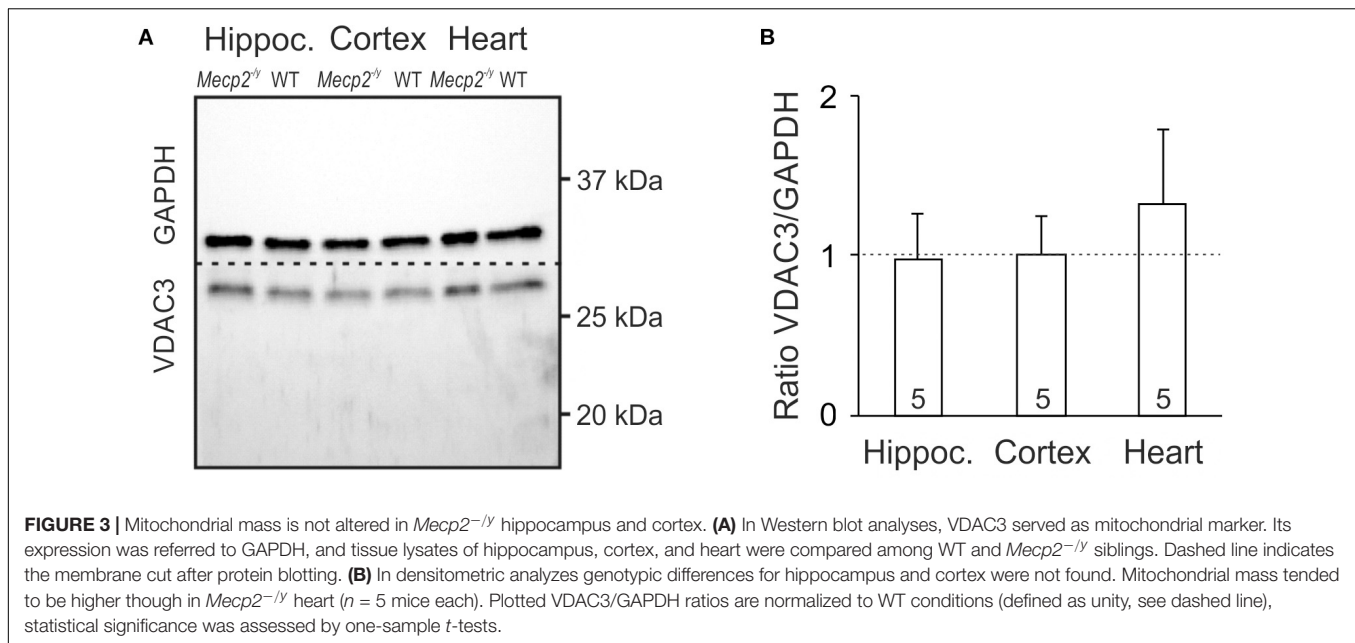 A
Hippoc. Cortex Heart
Mecp2-/y WT Mecp2-/y WT Mecp2-/y WT
GAPDH
VDAC3
37 kDa
25 kDa
20 kDa
B
Ratio VDAC3/GAPDH
2
1
0
5 5 5
Hippoc. Cortex Heart
FIGURE 3 | Mitochondrial mass is not altered in Mecp2−/y hippocampus and cortex. (A) In Western blot analyses, VDAC3 served as mitochondrial marker. Its
expression was referred to GAPDH, and tissue lysates of hippocampus, cortex, and heart were compared among WT and Mecp2−/y siblings. Dashed line indicates
the membrane cut after protein blotting. (B) In densitometric analyzes genotypic differences for hippocampus and cortex were not found. Mitochondrial mass tended
to be higher though in Mecp2−/y heart (n = 5 mice each). Plotted VDAC3/GAPDH ratios are normalized to WT conditions (defined as unity, see dashed line),
statistical significance was assessed by one-sample t-tests.